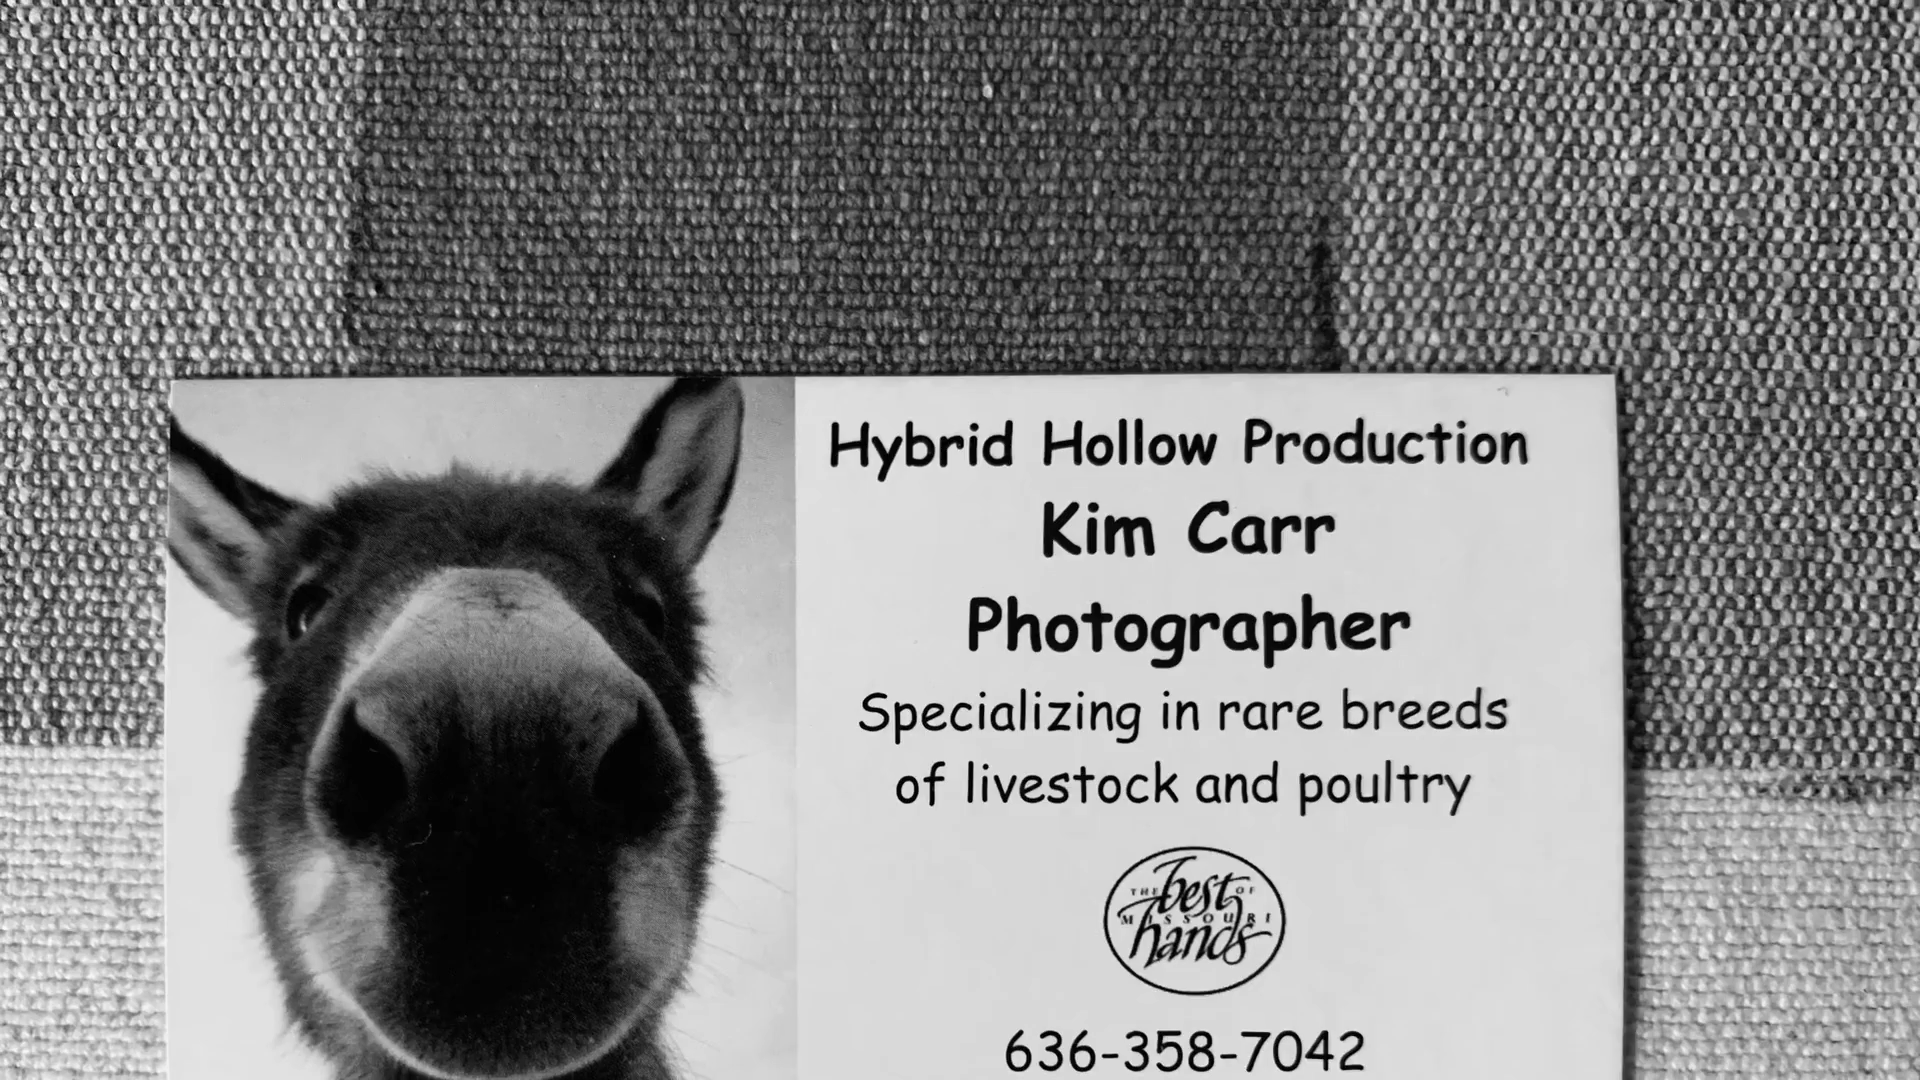 Hybrid Hollow Production
Kim Carr
Photographer
Specializing in rare breeds
of livestock and poultry
THE best OF
MISSOURI
hands
636-358-7042